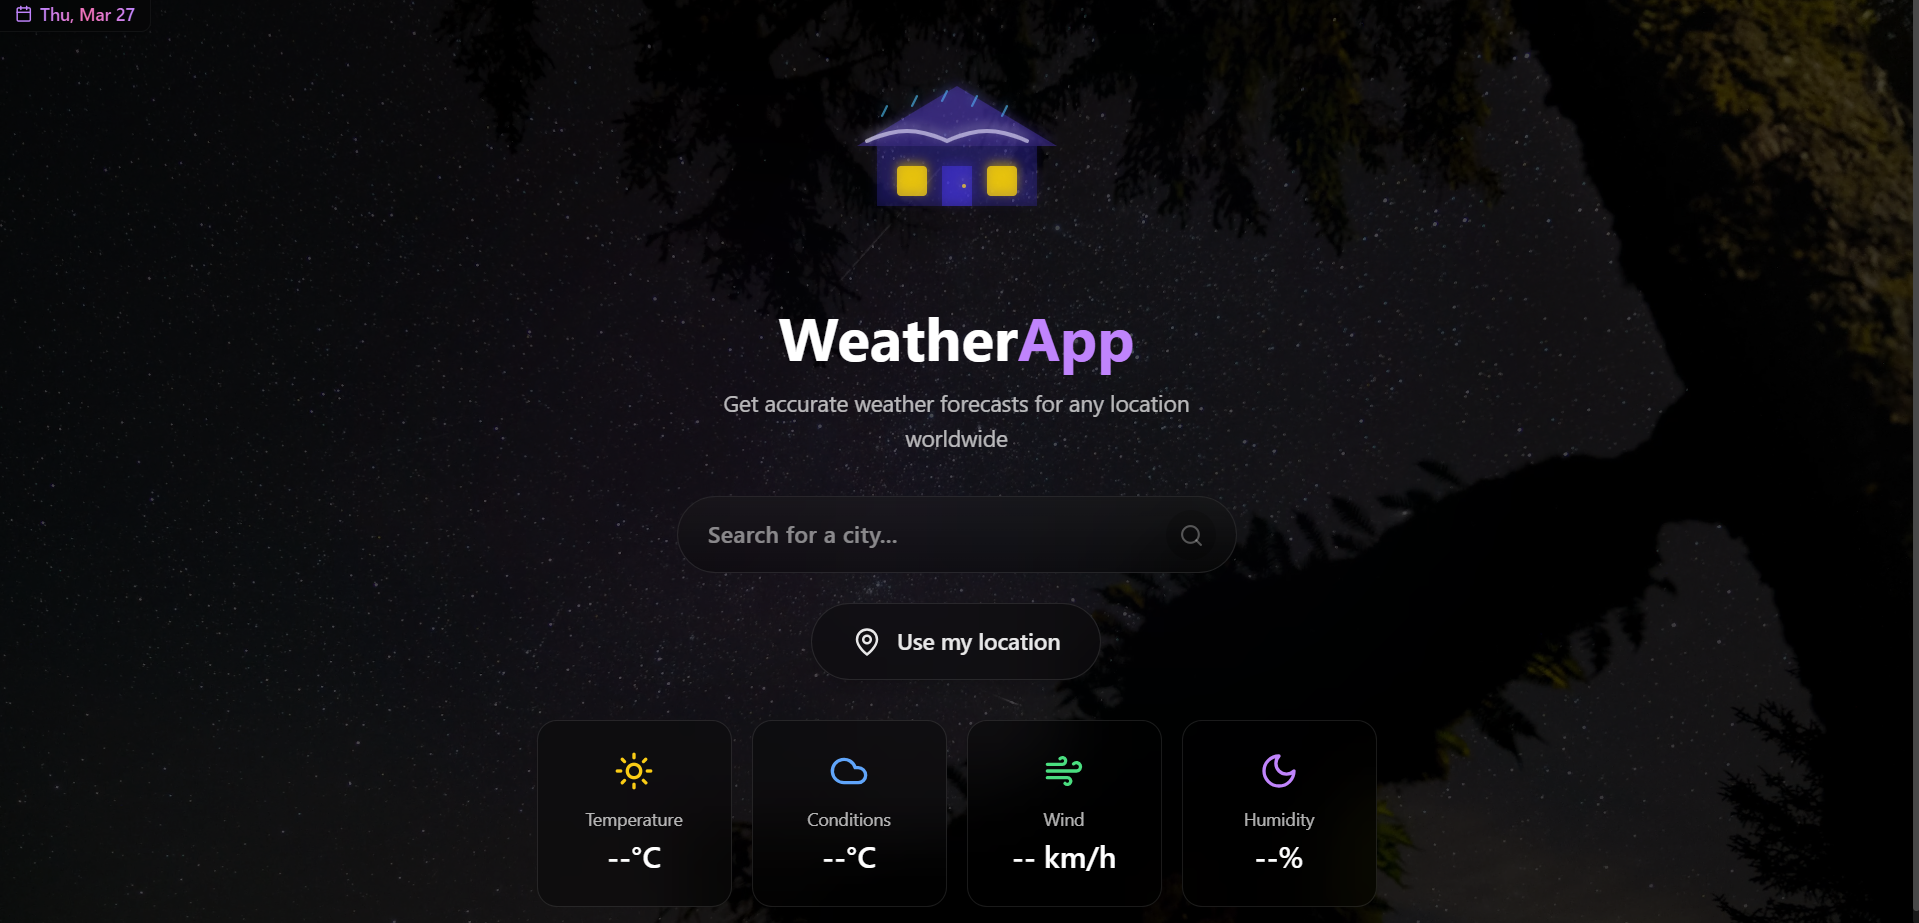 Thu, Mar 27
WeatherApp
Get accurate weather forecasts for any location
worldwide
Search for a city...
Use my location
Temperature
--°C
Conditions
--°C
Wind
-- km/h
Humidity
--%